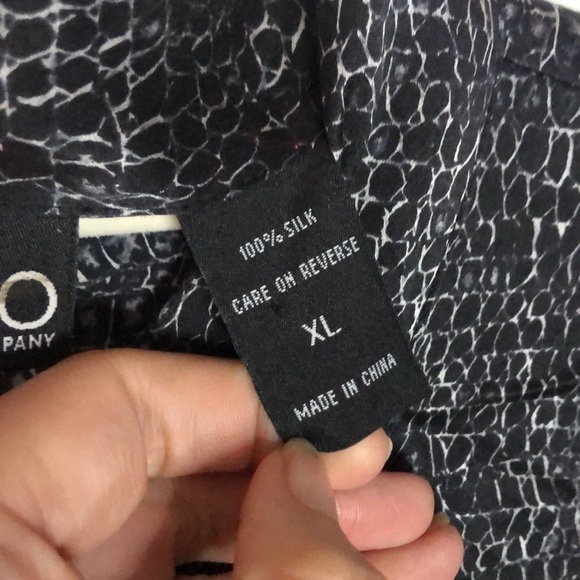 O
PANY
100% SILK
CARE ON REVERSE
XL
MADE IN CHINA